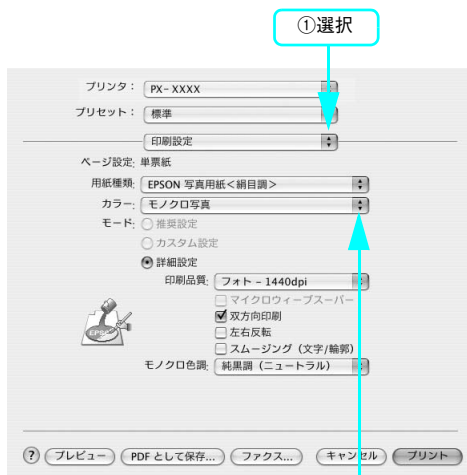 ①選択
プリンタ： PX-XXXX
プリセット： 標準
印刷設定
ページ設定: 単票紙
用紙種類: EPSON 写真用紙<絹目調>
カラー: モノクロ写真
モード: 推奨設定
カスタム設定
詳細設定
印刷品質: フォト – 1440dpi
マイクロウィーブスーパー
双方向印刷
左右反転
スムージング（文字/輪郭）
モノクロ色調: 純黒調（ニュートラル）
EPSON
? プレビュー PDF として保存... ファクス... キャンセル プリント